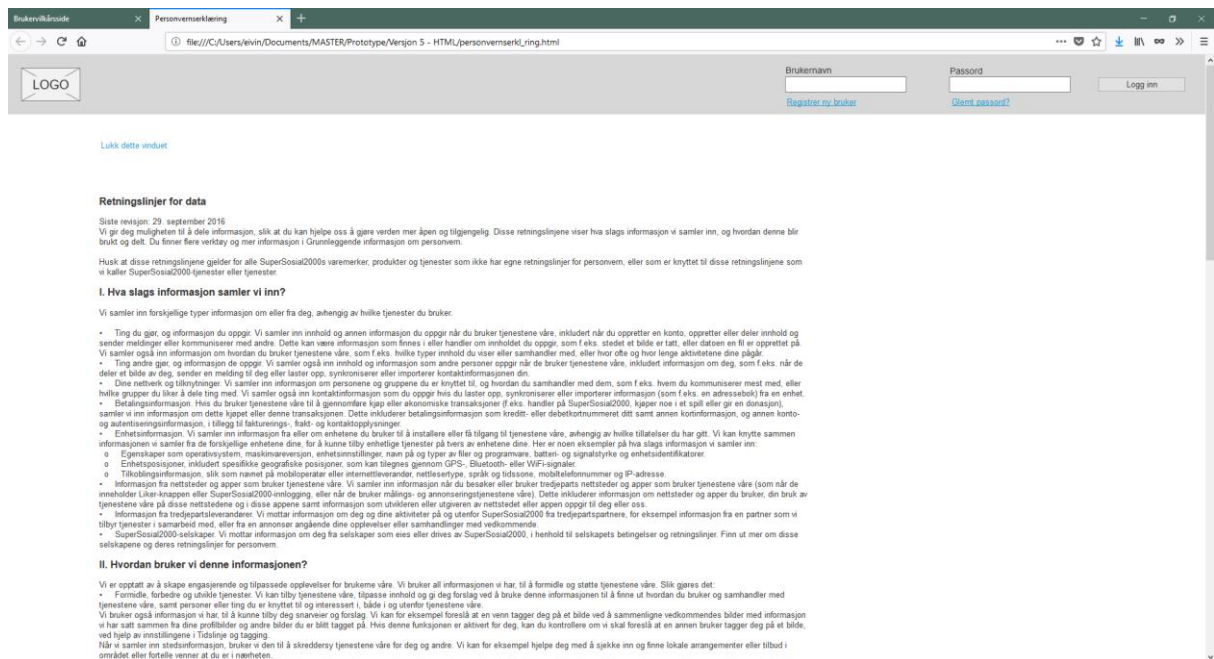 Brukervilkårsside
Personvernserklæring
file:///C:/Users/eivin/Documents/MASTER/Prototype/Versjon 5 - HTML/personvernserkl_ring.html
LOGO
Brukernavn
Passord
Logg inn
Registrer ny bruker
Glemt passord?
Lukk dette vinduet
Retningslinjer for data
Siste revisjon: 29. september 2016
Vi gir deg muligheten til å dele informasjon, slik at du kan hjelpe oss å gjøre verden mer åpen og tilgjengelig. Disse retningslinjene viser hva slags informasjon vi samler inn, og hvordan denne blir
brukt og delt. Du finner flere verktøy og mer informasjon i Grunnleggende informasjon om personvern.
Husk at disse retningslinjene gjelder for alle SuperSosial2000s varemerker, produkter og tjenester som ikke har egne retningslinjer for personvern, eller som er knyttet til disse retningslinjene som
vi kaller SuperSosial2000-tjenester eller tjenester.
I. Hva slags informasjon samler vi inn?
Vi samler inn forskjellige typer informasjon om eller fra deg, avhengig av hvilke tjenester du bruker.
• Ting du gjør, og informasjon du oppgir. Vi samler inn innhold og annen informasjon du oppgir når du bruker tjenestene våre, inkludert når du oppretter en konto, oppretter eller deler innhold og
sender meldinger eller kommuniserer med andre. Dette kan være informasjon som finnes i eller handler om innholdet du oppgir, som f.eks. stedet et bilde er tatt, eller datoen en fil er opprettet på.
Vi samler også inn informasjon om hvordan du bruker tjenestene våre, som f.eks. hvilke typer innhold du viser eller samhandler med, eller hvor ofte og hvor lenge aktivitetene dine pågår.
• Ting andre gjør, og informasjon de oppgir. Vi samler også inn innhold og informasjon som andre personer oppgir når de bruker tjenestene våre, inkludert informasjon om deg, som f.eks. når de
deler et bilde av deg, sender en melding til deg eller laster opp, synkroniserer eller importerer kontaktinformasjonen din.
• Dine nettverk og tilknytninger. Vi samler inn informasjon om personene og gruppene du er knyttet til, og hvordan du samhandler med dem, som f.eks. hvem du kommuniserer mest med, eller
hvilke grupper du liker å dele ting med. Vi samler også inn kontaktinformasjon som du oppgir hvis du laster opp, synkroniserer eller importerer informasjon (som f.eks. en adressebok) fra en enhet.
• Betalingsinformasjon. Hvis du bruker tjenestene våre til å gjennomføre kjøp eller økonomiske transaksjoner (f.eks. handler på SuperSosial2000, kjøper noe i et spill eller gir en donasjon),
samler vi inn informasjon om dette kjøpet eller denne transaksjonen. Dette inkluderer betalingsinformasjon som kreditt- eller debetkortnummeret ditt samt annen kortinformasjon, og annen konto-
og autentiseringsinformasjon, i tillegg til fakturerings-, frakt- og kontaktopplysninger.
• Enhetsinformasjon. Vi samler inn informasjon fra eller om enhetene du bruker til å installere eller få tilgang til tjenestene våre, avhengig av hvilke tillatelser du har gitt. Vi kan knytte sammen
informasjonen vi samler fra de forskjellige enhetene dine, for å kunne tilby enhetlige tjenester på tvers av enhetene dine. Her er noen eksempler på hva slags informasjon vi samler inn:
o Egenskaper som operativsystem, maskinvareversjon, enhetsinnstillinger, navn på og typer av filer og programvare, batteri- og signalstyrke og enhetsidentifikatorer.
o Enhetsposisjoner, inkludert spesifikke geografiske posisjoner, som kan tilegnes gjennom GPS-, Bluetooth- eller WiFi-signaler.
o Tilkoblingsinformasjon, slik som navnet på mobiloperatør eller internettleverandør, nettlesertype, språk og tidssone, mobiltelefonnummer og IP-adresse.
• Informasjon fra nettsteder og apper som bruker tjenestene våre. Vi samler inn informasjon når du besøker eller bruker tredjeparts nettsteder og apper som bruker tjenestene våre (som når de
inneholder Liker-knappen eller SuperSosial2000-innlogging, eller når de bruker målings- og annonseringstjenestene våre). Dette inkluderer informasjon om nettsteder og apper du bruker, din bruk av
tjenestene våre på disse nettstedene og i disse appene samt informasjon som utvikleren eller utgiveren av nettstedet eller appen oppgir til deg eller oss.
• Informasjon fra tredjepartsleverandører. Vi mottar informasjon om deg og dine aktiviteter på og utenfor SuperSosial2000 fra tredjepartspartnere, for eksempel informasjon fra en partner som vi
tilbyr tjenester i samarbeid med, eller fra en annonsør angående dine opplevelser eller samhandlinger med vedkommende.
• SuperSosial2000-selskaper. Vi mottar informasjon om deg fra selskaper som eies eller drives av SuperSosial2000, i henhold til selskapets betingelser og retningslinjer. Finn ut mer om disse
selskapene og deres retningslinjer for personvern.
II. Hvordan bruker vi denne informasjonen?
Vi er opptatt av å skape engasjerende og tilpassede opplevelser for brukerne våre. Vi bruker all informasjonen vi har, til å formidle og støtte tjenestene våre. Slik gjøres det:
• Formidle, forbedre og utvikle tjenester. Vi kan tilby tjenestene våre, tilpasse innhold og gi deg forslag ved å bruke denne informasjonen til å finne ut hvordan du bruker og samhandler med
tjenestene våre, samt personer eller ting du er knyttet til og interessert i, både i og utenfor tjenestene våre.
Vi bruker også informasjon vi har, til å kunne tilby deg snarveier og forslag. Vi kan for eksempel foreslå at en venn tagger deg på et bilde ved å sammenligne vedkommendes bilder med informasjon
vi har satt sammen fra dine profilbilder og andre bilder du er blitt tagget på. Hvis denne funksjonen er aktivert for deg, kan du kontrollere om vi skal foreslå at en annen bruker tagger deg på et bilde,
ved hjelp av innstillingene i Tidslinje og tagging.
Når vi samler inn stedsinformasjon, bruker vi den til å skreddersy tjenestene våre for deg og andre. Vi kan for eksempel hjelpe deg med å sjekke inn og finne lokale arrangementer eller tilbud i
området eller fortelle venner at du er i nærheten.